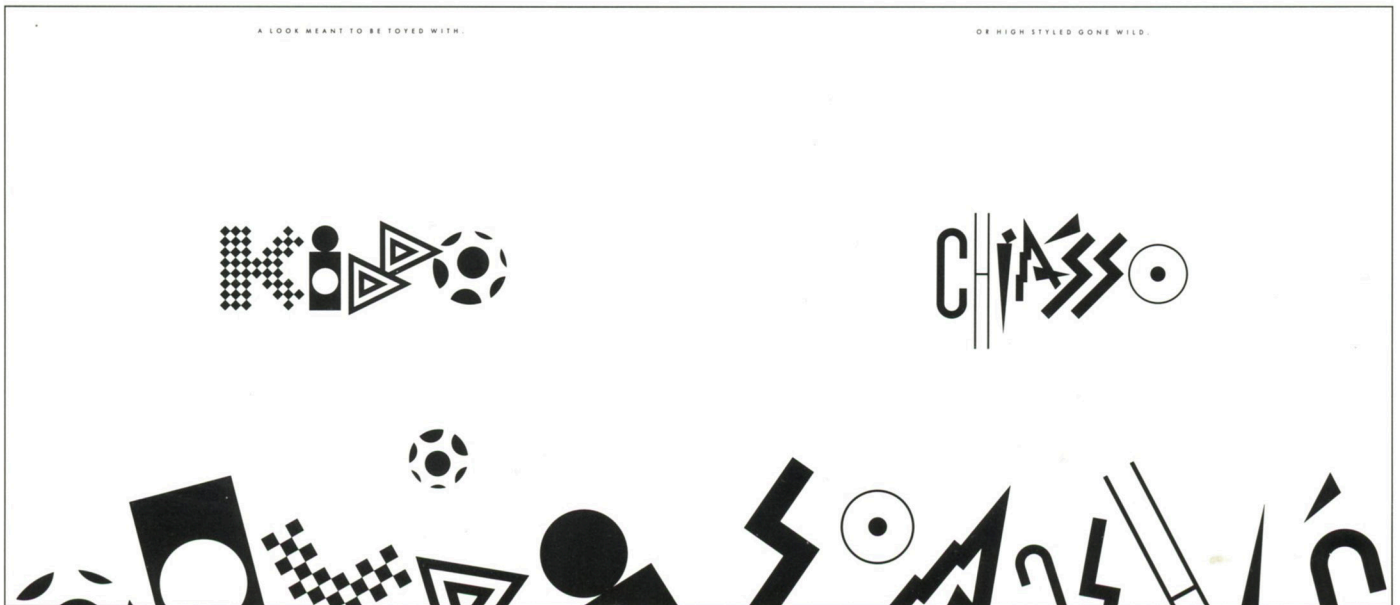 A LOOK MEANT TO BE TOYED WITH.
OR HIGH STYLED GONE WILD.
KIDDO
CHIASSO